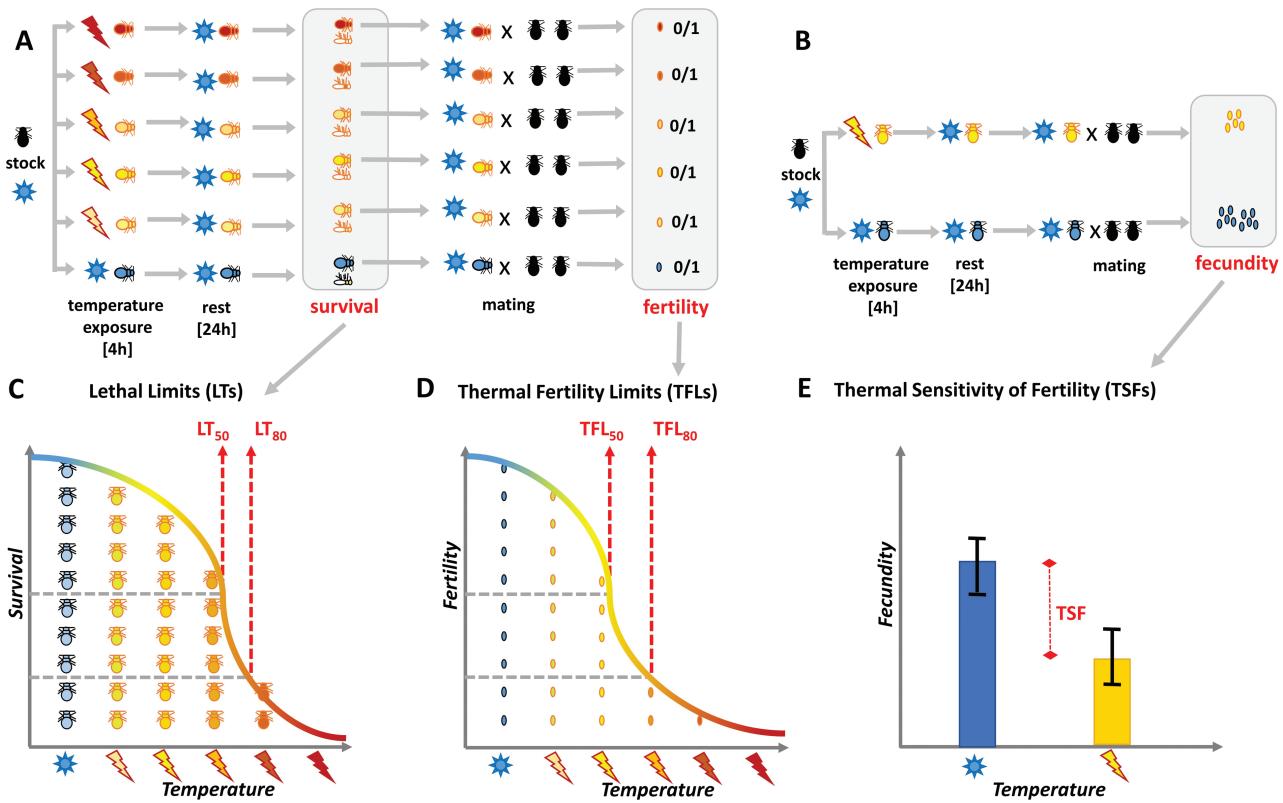 A
stock
X 0/1
X 0/1
X 0/1
X 0/1
X 0/1
X 0/1
temperature
exposure
[4h]
rest
[24h]
survival
mating
fertility
B
stock
X
X
temperature
exposure
[4h]
rest
[24h]
mating
fecundity
C Lethal Limits (LTs)
LT50 LT80
Survival
Temperature
D Thermal Fertility Limits (TFLs)
TFL50 TFL80
Fertility
Temperature
E Thermal Sensitivity of Fertility (TSFs)
Fecundity
TSF
Temperature